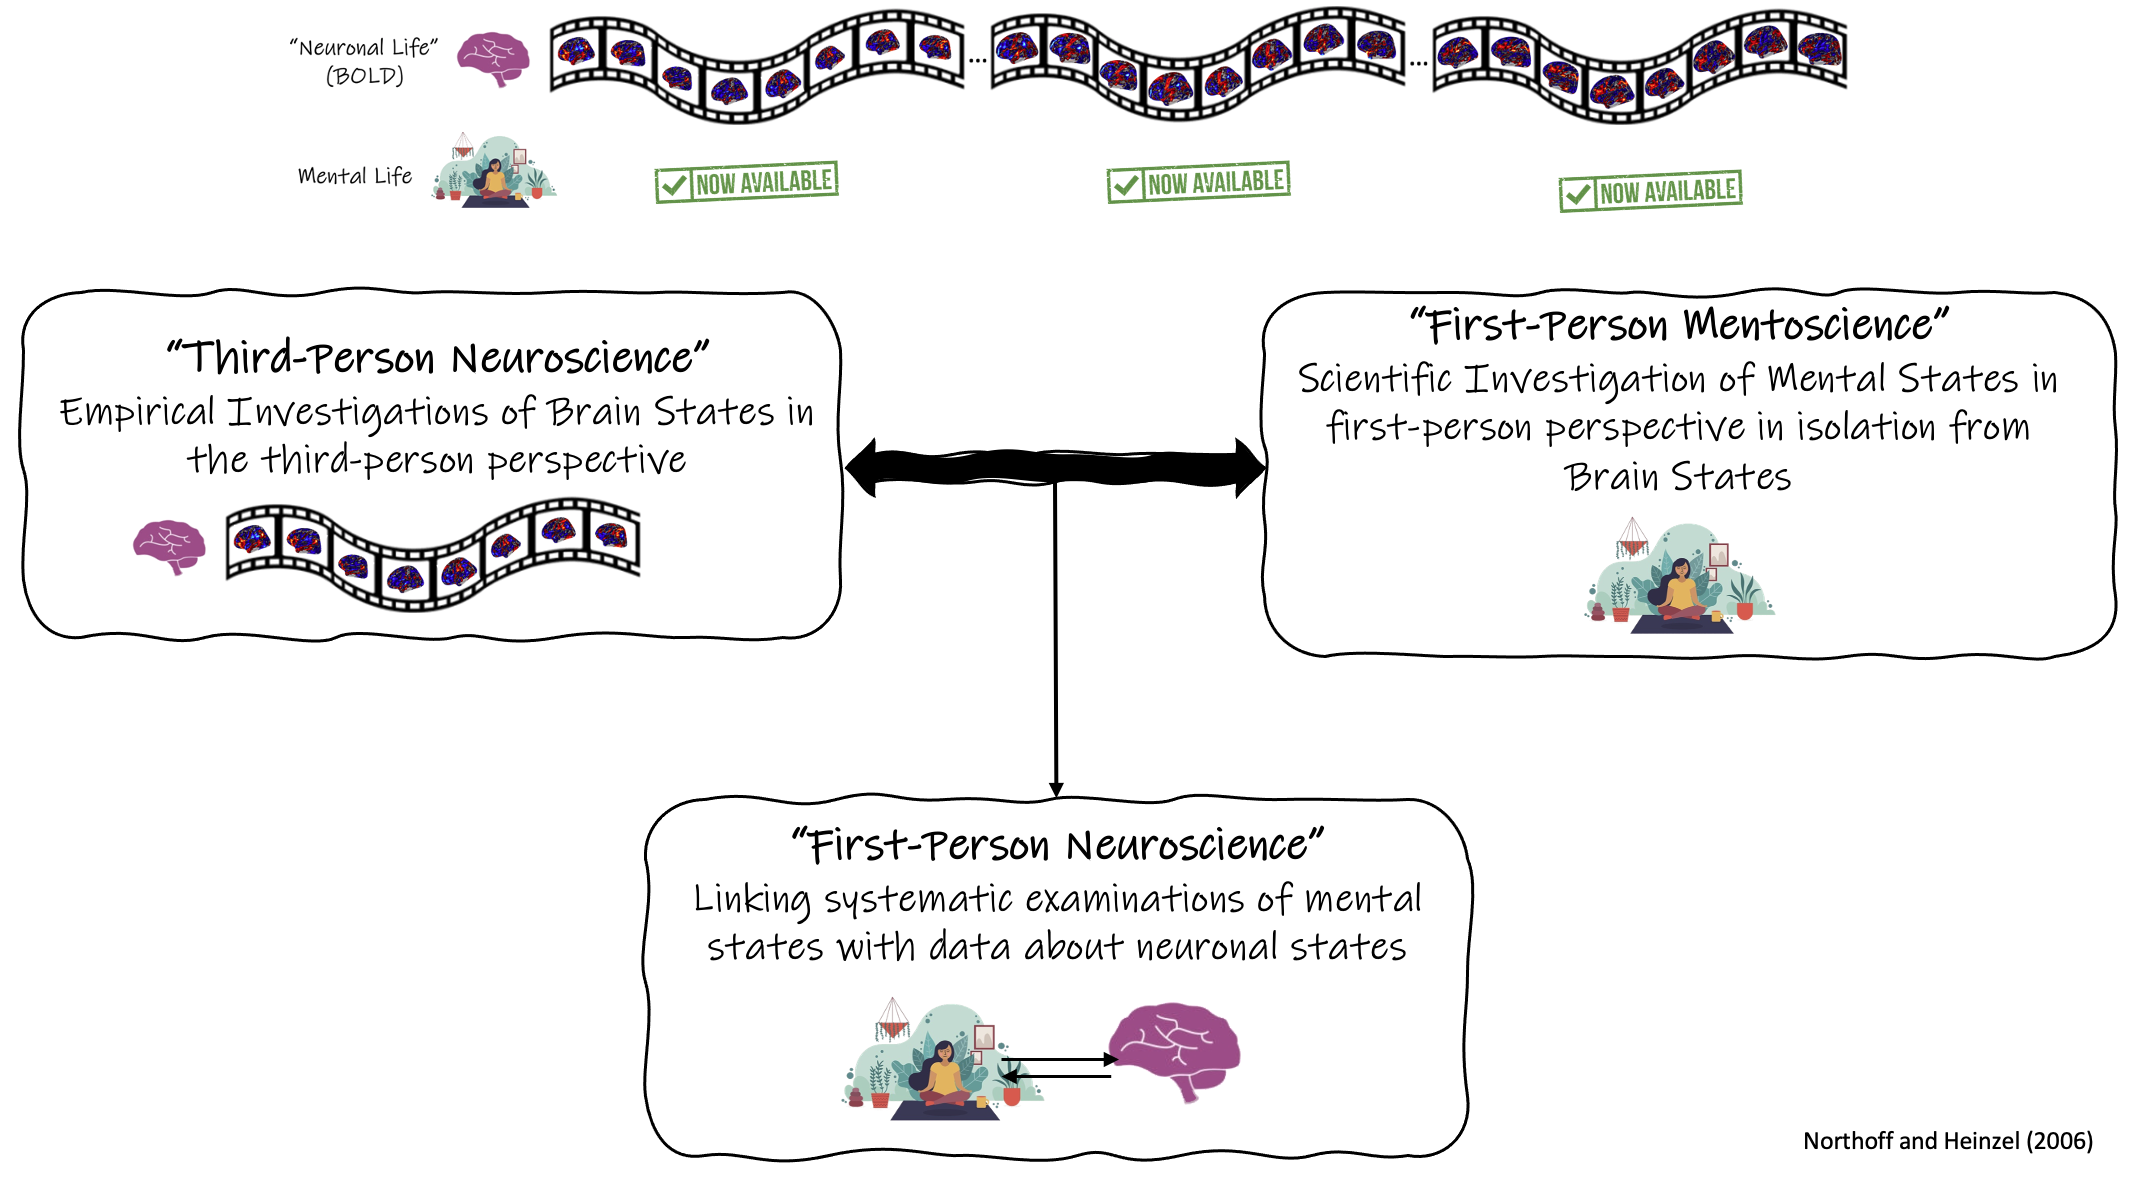 “Neuronal Life”
(BOLD)
...
...
Mental Life
NOW AVAILABLE
NOW AVAILABLE
NOW AVAILABLE
“Third-Person Neuroscience”
Empirical Investigations of Brain States in
the third-person perspective
“First-Person Mentoscience”
Scientific Investigation of Mental States in
first-person perspective in isolation from
Brain States
“First-Person Neuroscience”
Linking systematic examinations of mental
states with data about neuronal states
Northoff and Heinzel (2006)